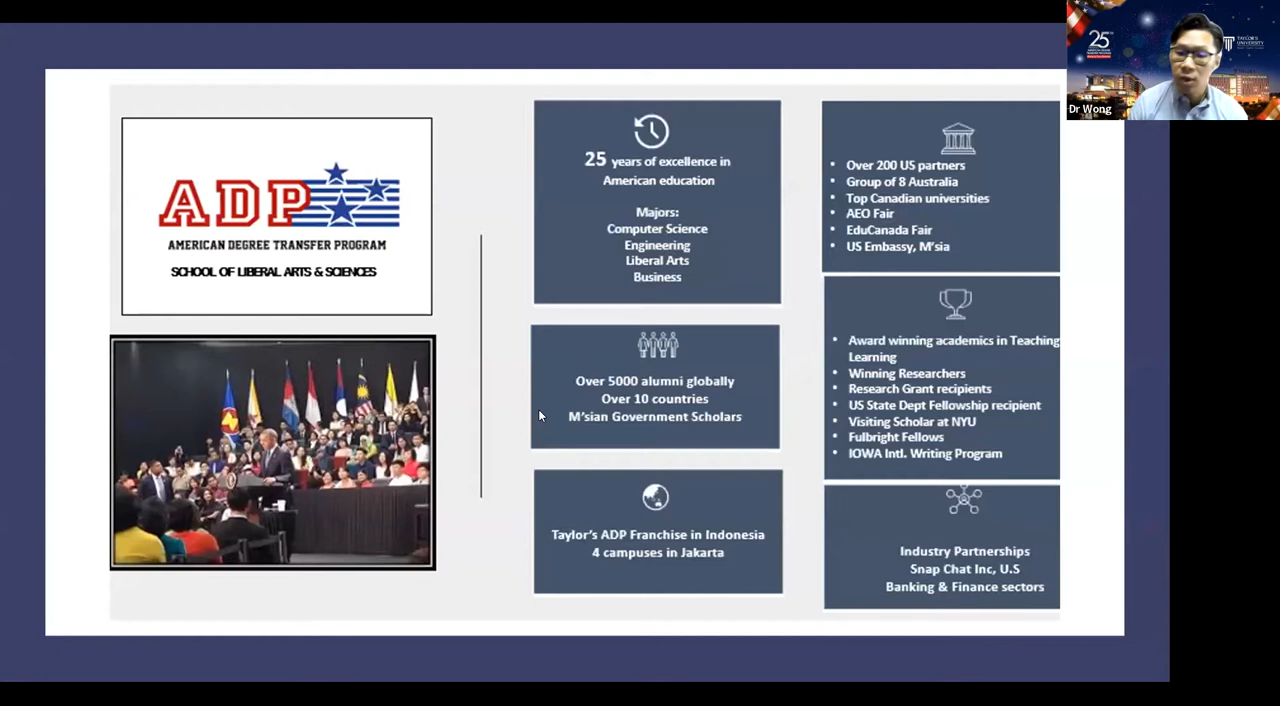 ADP
AMERICAN DEGREE TRANSFER PROGRAM
SCHOOL OF LIBERAL ARTS & SCIENCES
25 years of excellence in
American education
Majors:
Computer Science
Engineering
Liberal Arts
Business
Over 5000 alumni globally
Over 10 countries
M'sian Government Scholars
Taylor's ADP Franchise in Indonesia
4 campuses in Jakarta
• Over 200 US partners
• Group of 8 Australia
• Top Canadian universities
• AEO Fair
• EduCanada Fair
• US Embassy, M'sia
• Award winning academics in Teaching
Learning
• Winning Researchers
• Research Grant recipients
• US State Dept Fellowship recipient
• Visiting Scholar at NYU
• Fulbright Fellows
• IOWA Intl. Writing Program
Industry Partnerships
Snap Chat Inc, U.S
Banking & Finance sectors
25
TAYLOR'S
UNIVERSITY
Dr Wong